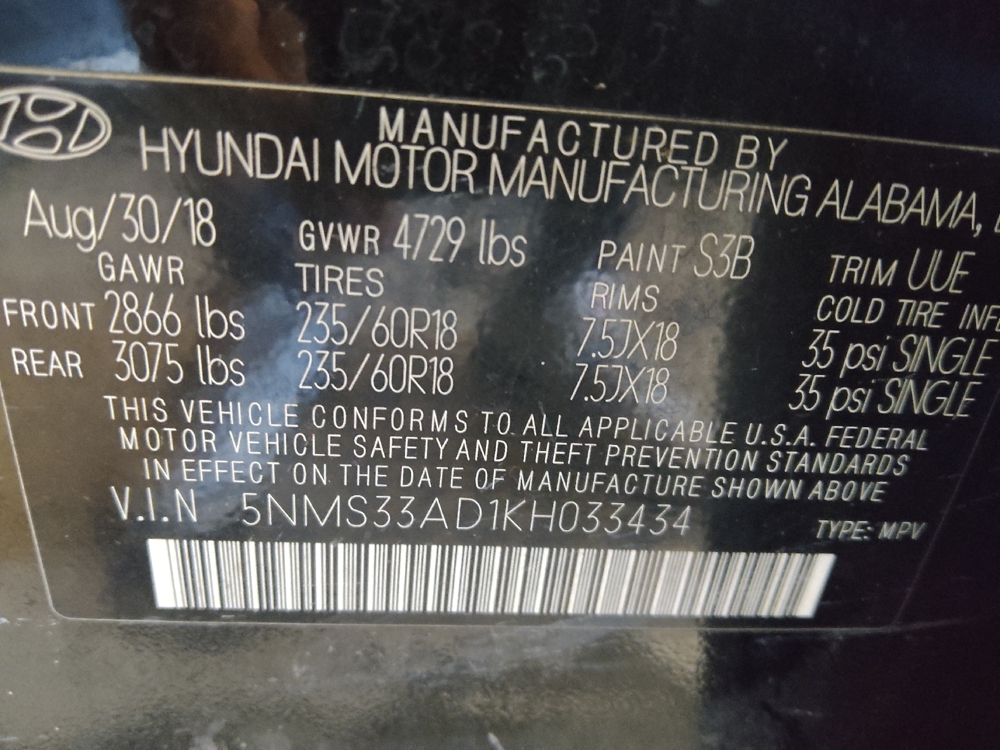 MANUFACTURED BY
HYUNDAI MOTOR MANUFACTURING ALABAMA,
Aug/30/18 GVWR 4729 lbs PAINT S3B TRIM UUE
GAWR TIRES RIMS COLD TIRE INF
FRONT 2866 lbs 235/60R18 7.5JX18 35 psi SINGLE
REAR 3075 lbs 235/60R18 7.5JX18 35 psi SINGLE
THIS VEHICLE CONFORMS TO ALL APPLICABLE U.S.A. FEDERAL
MOTOR VEHICLE SAFETY AND THEFT PREVENTION STANDARDS
IN EFFECT ON THE DATE OF MANUFACTURE SHOWN ABOVE
V.I.N 5NMS33AD1KH033434 TYPE: MPV